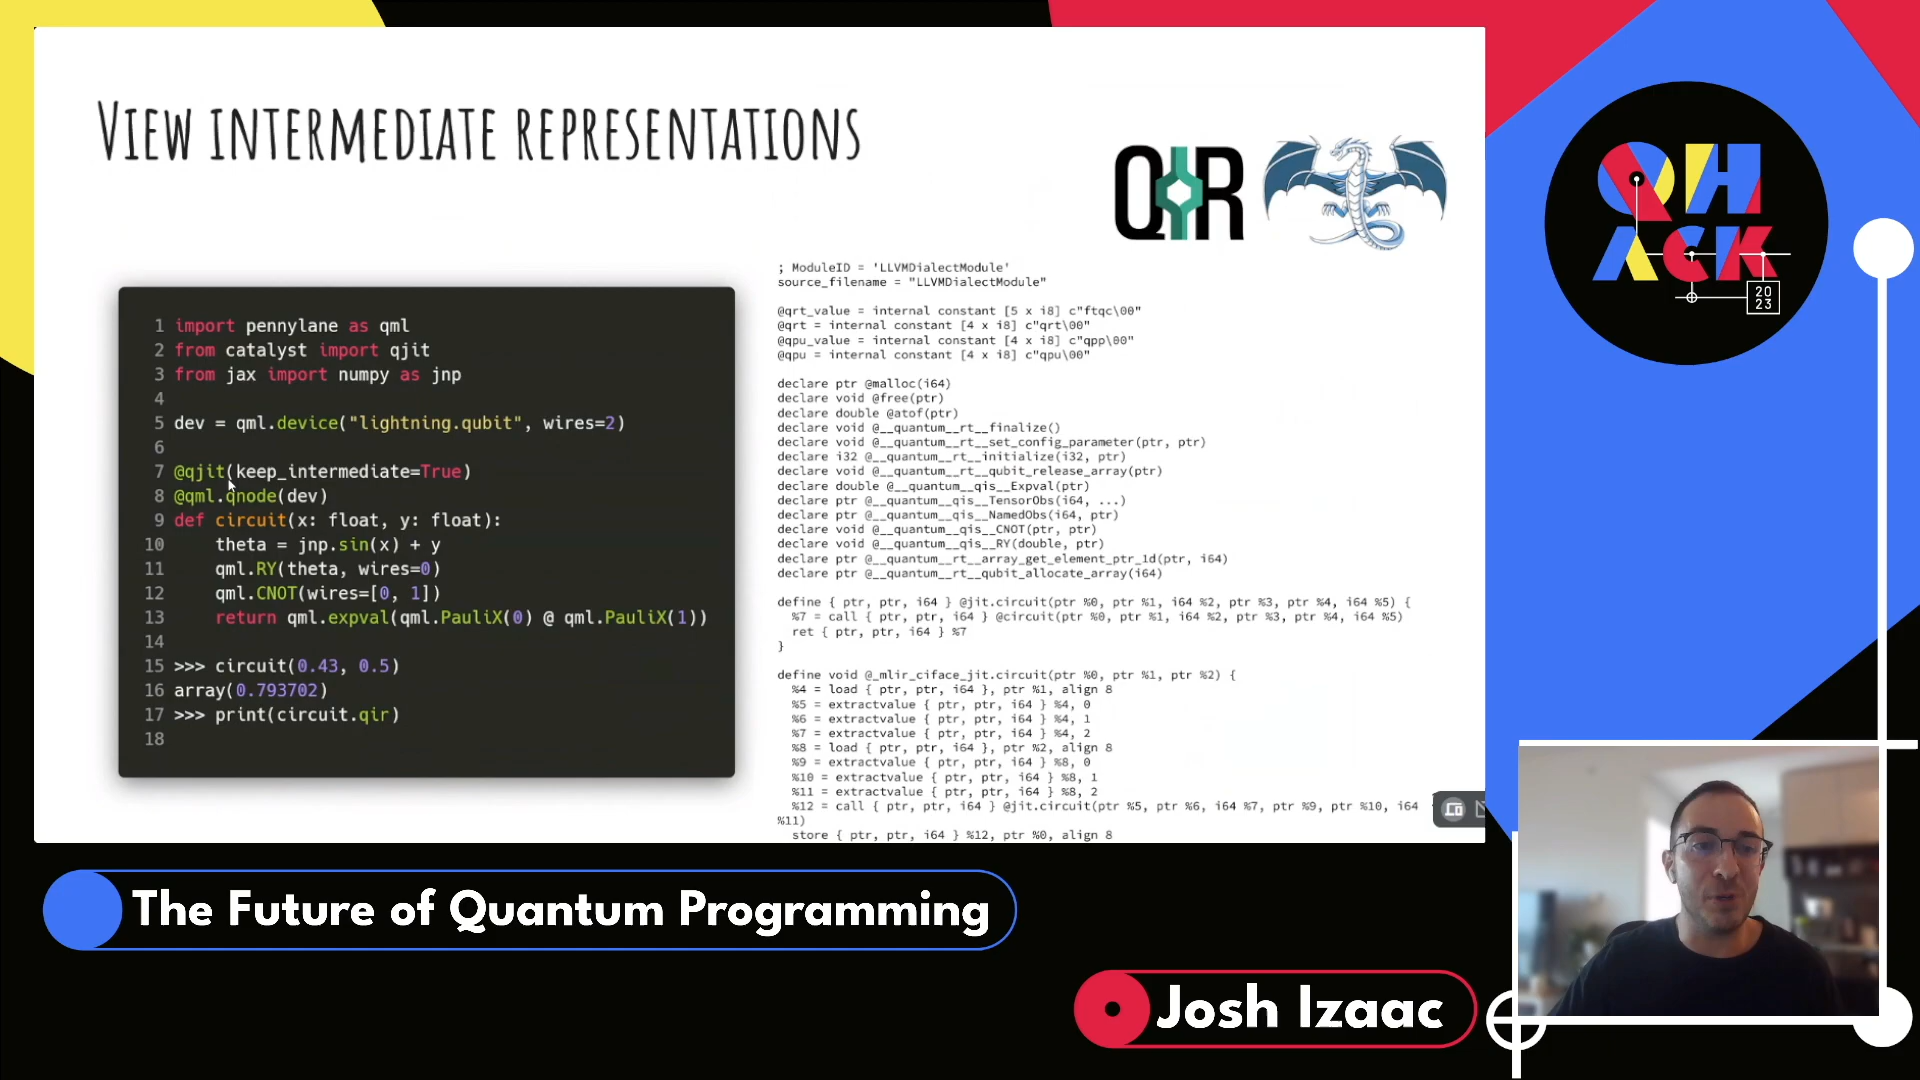 VIEW INTERMEDIATE REPRESENTATIONS
QIR
1 import pennylane as qml
2 from catalyst import qjit
3 from jax import numpy as jnp
4
5 dev = qml.device("lightning.qubit", wires=2)
6
7 @qjit(keep_intermediate=True)
8 @qml.qnode(dev)
9 def circuit(x: float, y: float):
10     theta = jnp.sin(x) + y
11     qml.RY(theta, wires=0)
12     qml.CNOT(wires=[0, 1])
13     return qml.expval(qml.PauliX(0) @ qml.PauliX(1))
14
15 >>> circuit(0.43, 0.5)
16 array(0.793702)
17 >>> print(circuit.qir)
18
; ModuleID = 'LLVMDialectModule'
source_filename = "LLVMDialectModule"
@qrt_value = internal constant [5 x i8] c"ftqc\00"
@qrt = internal constant [4 x i8] c"qrt\00"
@qpu_value = internal constant [4 x i8] c"qpp\00"
@qpu = internal constant [4 x i8] c"qpu\00"
declare ptr @malloc(i64)
declare void @free(ptr)
declare double @atof(ptr)
declare void @__quantum__rt__finalize()
declare void @__quantum__rt__set_config_parameter(ptr, ptr)
declare i32 @__quantum__rt__initialize(i32, ptr)
declare void @__quantum__rt__qubit_release_array(ptr)
declare double @__quantum__qis__Expval(ptr)
declare ptr @__quantum__qis__TensorObs(i64, ...)
declare ptr @__quantum__qis__NamedObs(i64, ptr)
declare void @__quantum__qis__CNOT(ptr, ptr)
declare void @__quantum__qis__RY(double, ptr)
declare ptr @__quantum__rt__array_get_element_ptr_1d(ptr, i64)
declare ptr @__quantum__rt__qubit_allocate_array(i64)
define { ptr, ptr, i64 } @jit.circuit(ptr %0, ptr %1, i64 %2, ptr %3, ptr %4, i64 %5) {
  %7 = call { ptr, ptr, i64 } @circuit(ptr %0, ptr %1, i64 %2, ptr %3, ptr %4, i64 %5)
  ret { ptr, ptr, i64 } %7
}
define void @_mlir_ciface_jit.circuit(ptr %0, ptr %1, ptr %2) {
  %4 = load { ptr, ptr, i64 }, ptr %1, align 8
  %5 = extractvalue { ptr, ptr, i64 } %4, 0
  %6 = extractvalue { ptr, ptr, i64 } %4, 1
  %7 = extractvalue { ptr, ptr, i64 } %4, 2
  %8 = load { ptr, ptr, i64 }, ptr %2, align 8
  %9 = extractvalue { ptr, ptr, i64 } %8, 0
  %10 = extractvalue { ptr, ptr, i64 } %8, 1
  %11 = extractvalue { ptr, ptr, i64 } %8, 2
  %12 = call { ptr, ptr, i64 } @jit.circuit(ptr %5, ptr %6, i64 %7, ptr %9, ptr %10, i64
%11)
  store { ptr, ptr, i64 } %12, ptr %0, align 8
QH
ACK
20
23
The Future of Quantum Programming
Josh Izaac